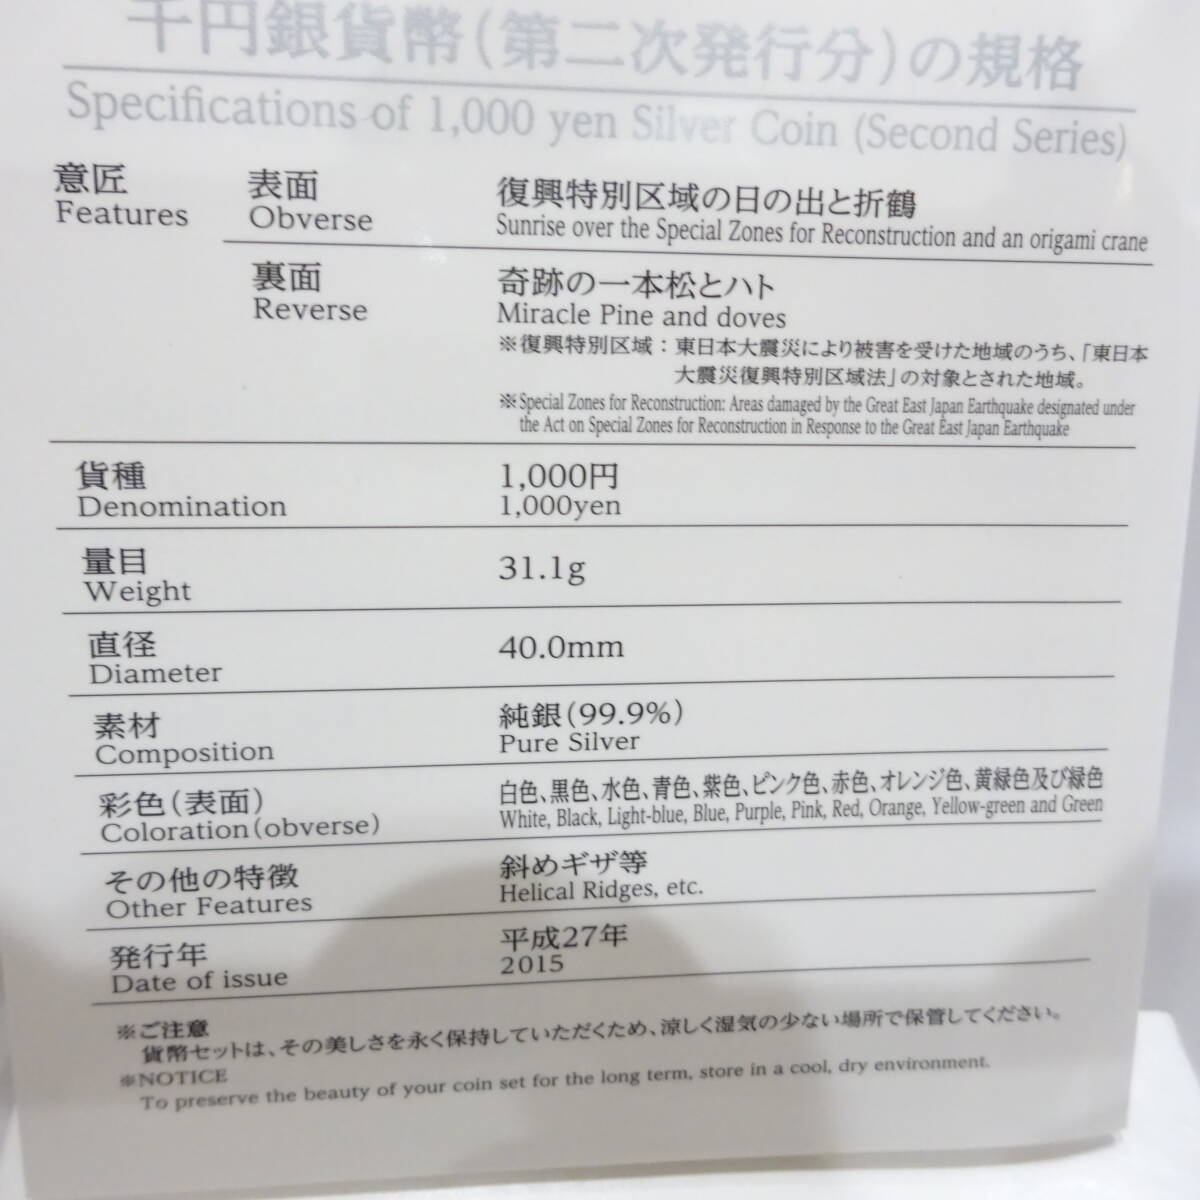 千円銀貨幣(第二次発行分)の規格
Specifications of 1,000 yen Silver Coin (Second Series)
意匠
Features
表面
Obverse
復興特別区域の日の出と折鶴
Sunrise over the Special Zones for Reconstruction and an origami crane
裏面
Reverse
奇跡の一本松とハト
Miracle Pine and doves
※復興特別区域：東日本大震災により被害を受けた地域のうち、「東日本
大震災復興特別区域法」の対象とされた地域。
※Special Zones for Reconstruction: Areas damaged by the Great East Japan Earthquake designated under
the Act on Special Zones for Reconstruction in Response to the Great East Japan Earthquake
貨種
Denomination
1,000円
1,000yen
量目
Weight
31.1g
直径
Diameter
40.0mm
素材
Composition
純銀(99.9%)
Pure Silver
彩色(表面)
Coloration(obverse)
白色、黒色、水色、青色、紫色、ピンク色、赤色、オレンジ色、黄緑色及び緑色
White, Black, Light-blue, Blue, Purple, Pink, Red, Orange, Yellow-green and Green
その他の特徴
Other Features
斜めギザ等
Helical Ridges, etc.
発行年
Date of issue
平成27年
2015
※ご注意
貨幣セットは、その美しさを永く保持していただくため、涼しく湿気の少ない場所で保管してください。
※NOTICE
To preserve the beauty of your coin set for the long term, store in a cool, dry environment.